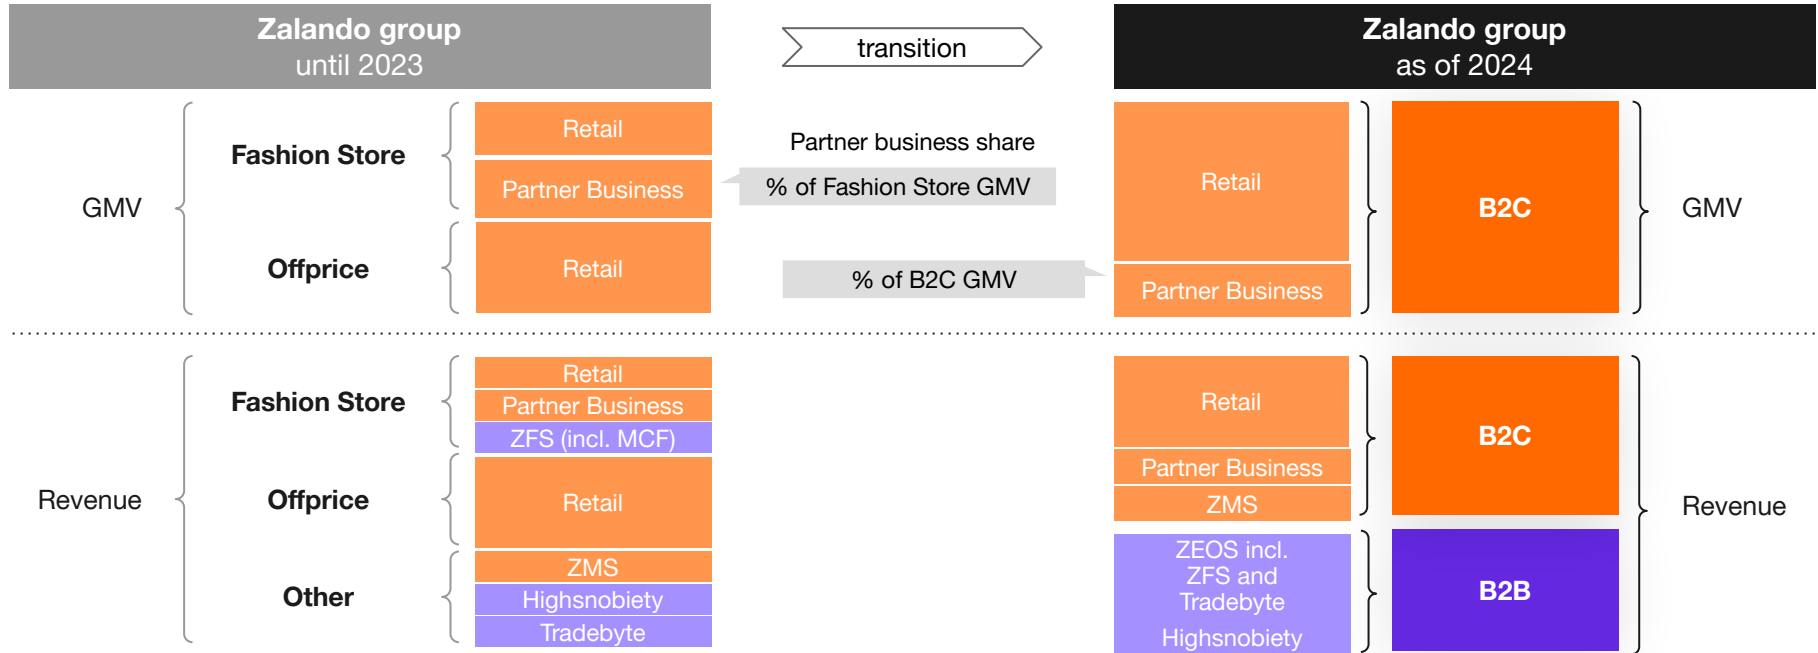 Zalando group
until 2023
transition
Zalando group
as of 2024
GMV
Fashion Store
Retail
Partner Business
Offprice
Retail
Partner business share
% of Fashion Store GMV
% of B2C GMV
Retail
Partner Business
B2C
GMV
Revenue
Fashion Store
Retail
Partner Business
ZFS (incl. MCF)
Offprice
Retail
Other
ZMS
Highsnobiety
Tradebyte
Retail
Partner Business
ZMS
B2C
ZEOS incl.
ZFS and
Tradebyte
Highsnobiety
B2B
Revenue